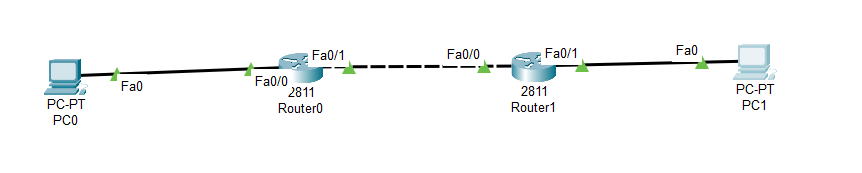 Fa0
PC-PT
PC0
Fa0/0
Fa0/1
2811
Router0
Fa0/0
Fa0/1
2811
Router1
Fa0
PC-PT
PC1